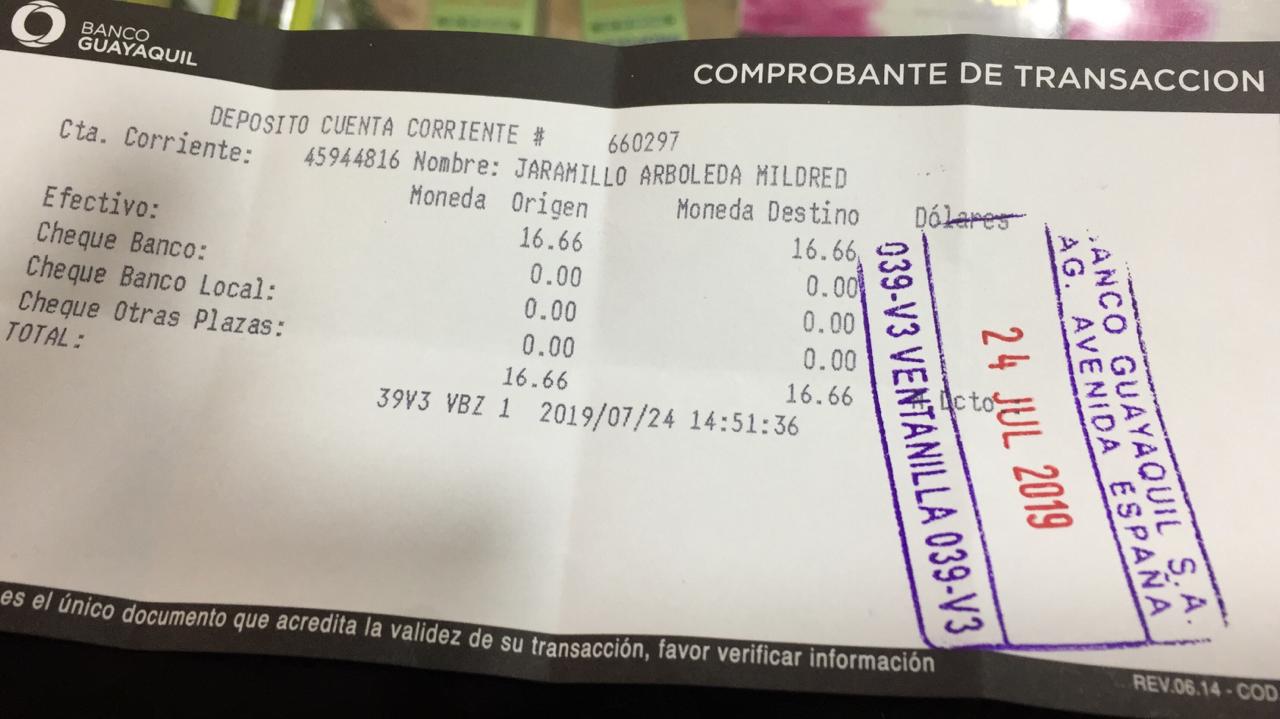 BANCO
GUAYAQUIL
COMPROBANTE DE TRANSACCION
DEPOSITO CUENTA CORRIENTE # 660297
Cta. Corriente: 45944816 Nombre: JARAMILLO ARBOLEDA MILDRED
Moneda Origen Moneda Destino Dólares
Efectivo: 16.66 16.66
Cheque Banco: 0.00 0.00
Cheque Banco Local: 0.00 0.00
Cheque Otras Plazas: 0.00 0.00
TOTAL: 16.66 16.66 # Dcto
39V3 VBZ 1 2019/07/24 14:51:36
039-V3 VENTANILLA 039-V3
24 JUL 2019
AG. AVENIDA ESPAÑA
ANCO GUAYAQUIL S.A.
es el único documento que acredita la validez de su transacción, favor verificar información
REV.06.14 - COD